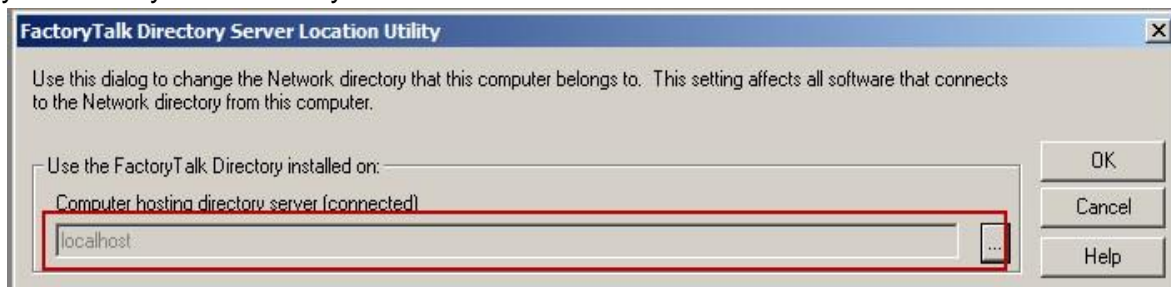 FactoryTalk Directory Server Location Utility
Use this dialog to change the Network directory that this computer belongs to. This setting affects all software that connects
to the Network directory from this computer.
Use the FactoryTalk Directory installed on:
Computer hosting directory server (connected)
localhost
...
OK
Cancel
Help